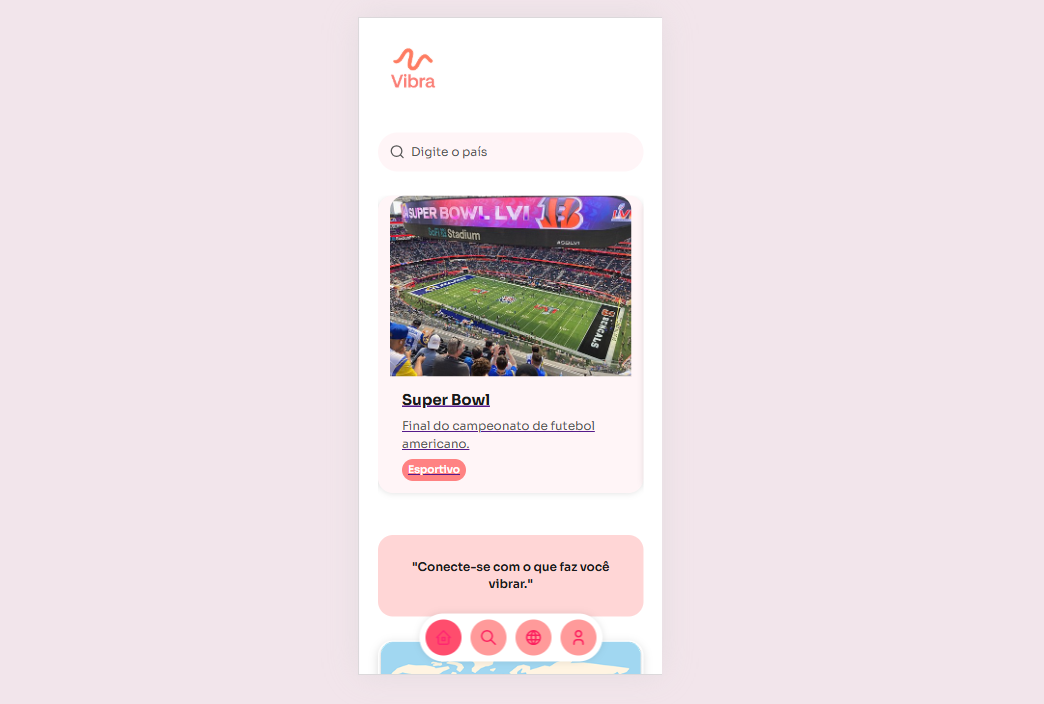 Vibra
Digite o país
SUPER BOWL LVI
SoFi Stadium
BENGALS
Super Bowl
Final do campeonato de futebol
americano.
Esportivo
"Conecte-se com o que faz você
vibrar."